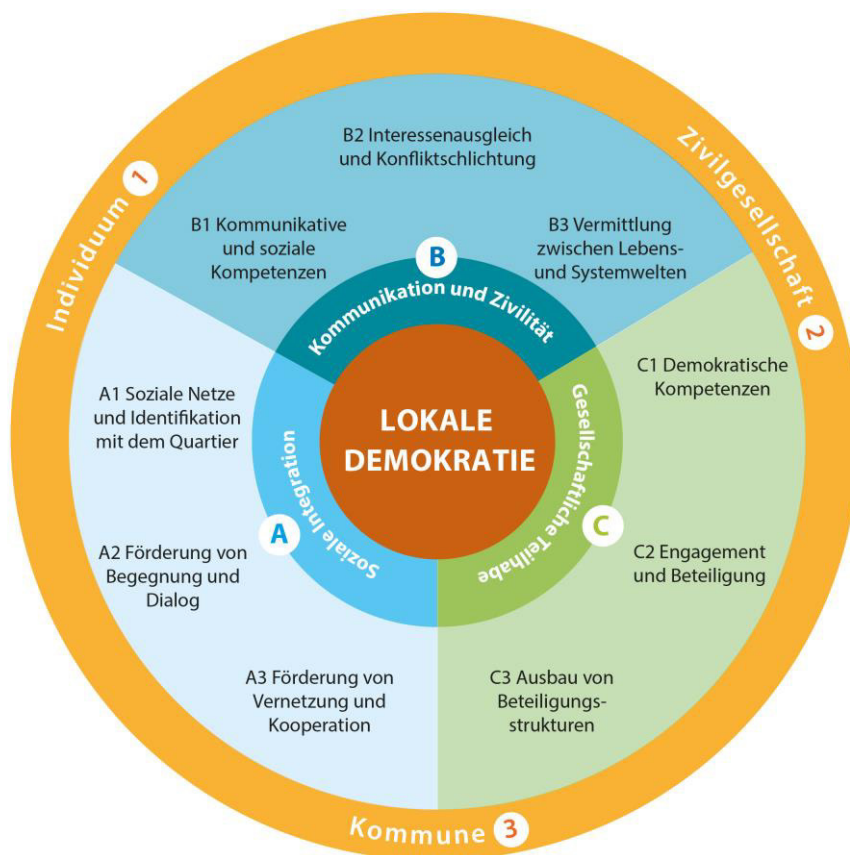 Individuum 1
Zivilgesellschaft 2
B2 Interessenausgleich
und Konfliktschlichtung
B1 Kommunikative
und soziale
Kompetenzen
B3 Vermittlung
zwischen Lebens-
und Systemwelten
B
Kommunikation und Zivilität
LOKALE
DEMOKRATIE
A1 Soziale Netze
und Identifikation
mit dem Quartier
A2 Förderung von
Begegnung und
Dialog
A3 Förderung von
Vernetzung und
Kooperation
A
Soziale Integration
Gesellschaftliche Teilhabe
C
C1 Demokratische
Kompetenzen
C2 Engagement
und Beteiligung
C3 Ausbau von
Beteiligungs-
strukturen
Kommune 3